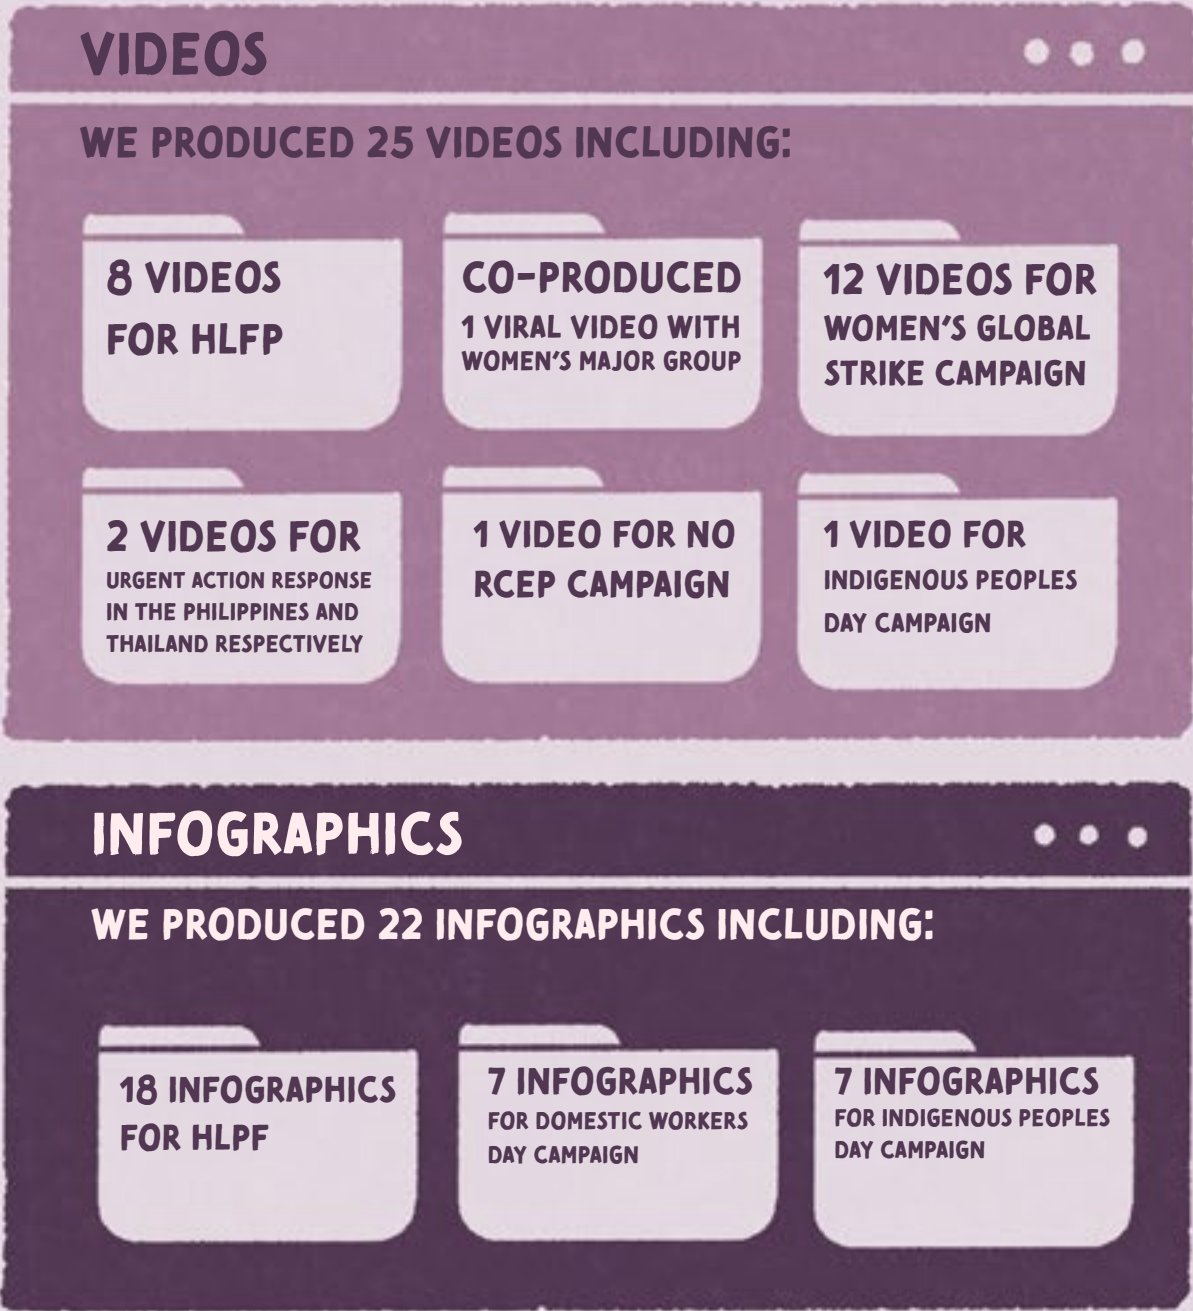 VIDEOS
WE PRODUCED 25 VIDEOS INCLUDING:
8 VIDEOS
FOR HLFP
CO-PRODUCED
1 VIRAL VIDEO WITH
WOMEN'S MAJOR GROUP
12 VIDEOS FOR
WOMEN'S GLOBAL
STRIKE CAMPAIGN
2 VIDEOS FOR
URGENT ACTION RESPONSE
IN THE PHILIPPINES AND
THAILAND RESPECTIVELY
1 VIDEO FOR NO
RCEP CAMPAIGN
1 VIDEO FOR
INDIGENOUS PEOPLES
DAY CAMPAIGN
INFOGRAPHICS
WE PRODUCED 22 INFOGRAPHICS INCLUDING:
18 INFOGRAPHICS
FOR HLPF
7 INFOGRAPHICS
FOR DOMESTIC WORKERS
DAY CAMPAIGN
7 INFOGRAPHICS
FOR INDIGENOUS PEOPLES
DAY CAMPAIGN